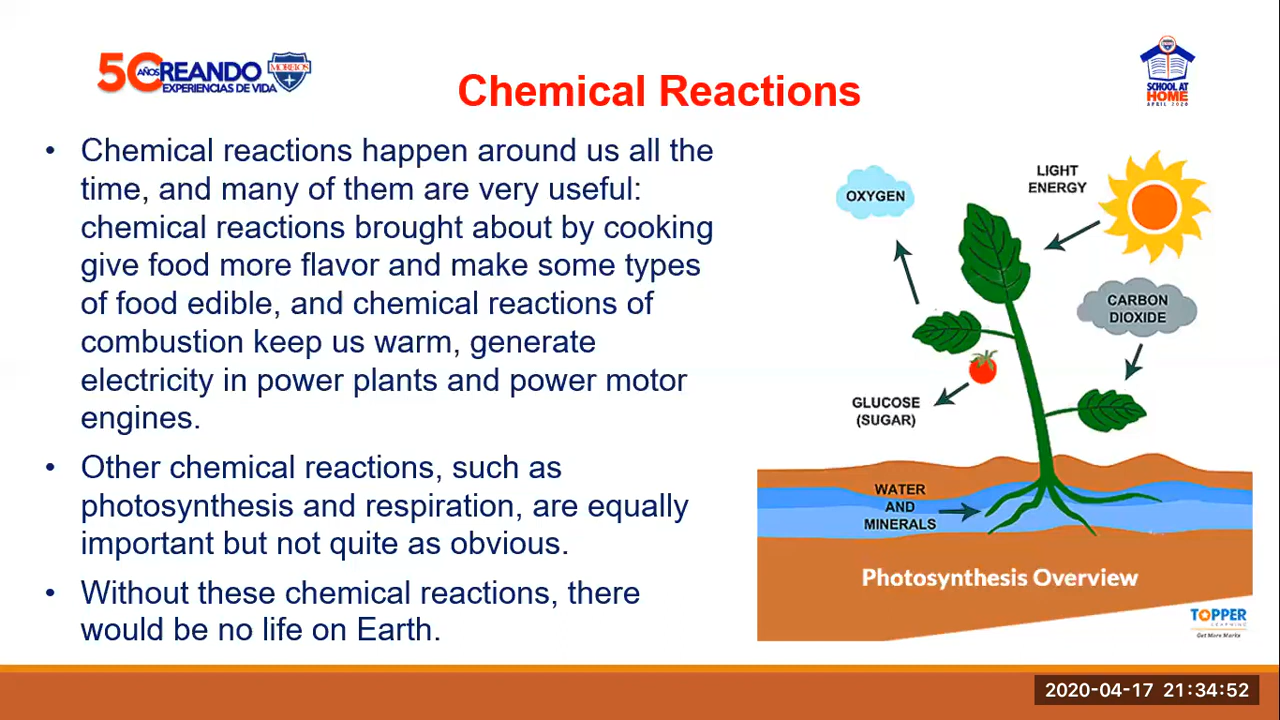 50 AÑOS CREANDO
EXPERIENCIAS DE VIDA
MORELOS
Chemical Reactions
SCHOOL AT
HOME
APRIL 2020
• Chemical reactions happen around us all the
time, and many of them are very useful:
chemical reactions brought about by cooking
give food more flavor and make some types
of food edible, and chemical reactions of
combustion keep us warm, generate
electricity in power plants and power motor
engines.
• Other chemical reactions, such as
photosynthesis and respiration, are equally
important but not quite as obvious.
• Without these chemical reactions, there
would be no life on Earth.
LIGHT
ENERGY
OXYGEN
CARBON
DIOXIDE
GLUCOSE
(SUGAR)
WATER
AND
MINERALS
Photosynthesis Overview
TOPPER
LEARNING
Get More Marks
2020-04-17 21:34:52